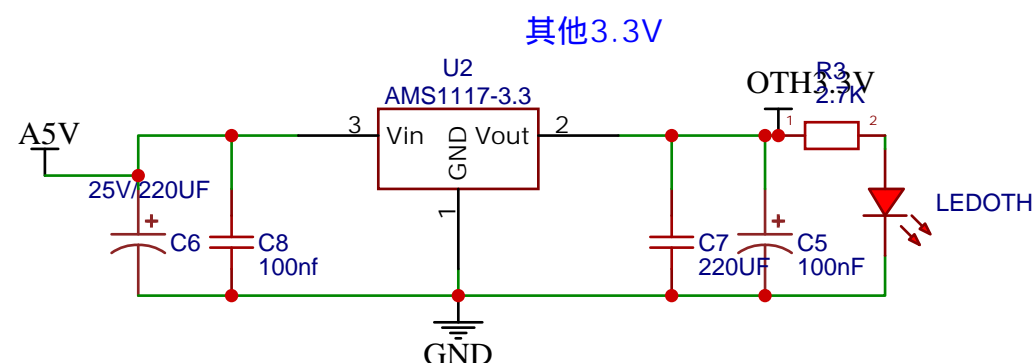 其他3.3V
U2
AMS1117-3.3
R3
OTH3.3V
2.7K
A5V
3
Vin
GND
Vout
2
1
2
1
25V/220UF
+
C6
C8
100nf
C7
220UF
+
C5
100nF
LEDOTH
GND